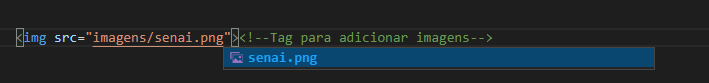 <img src="imagens/senai.png"><!--Tag para adicionar imagens-->
senai.png